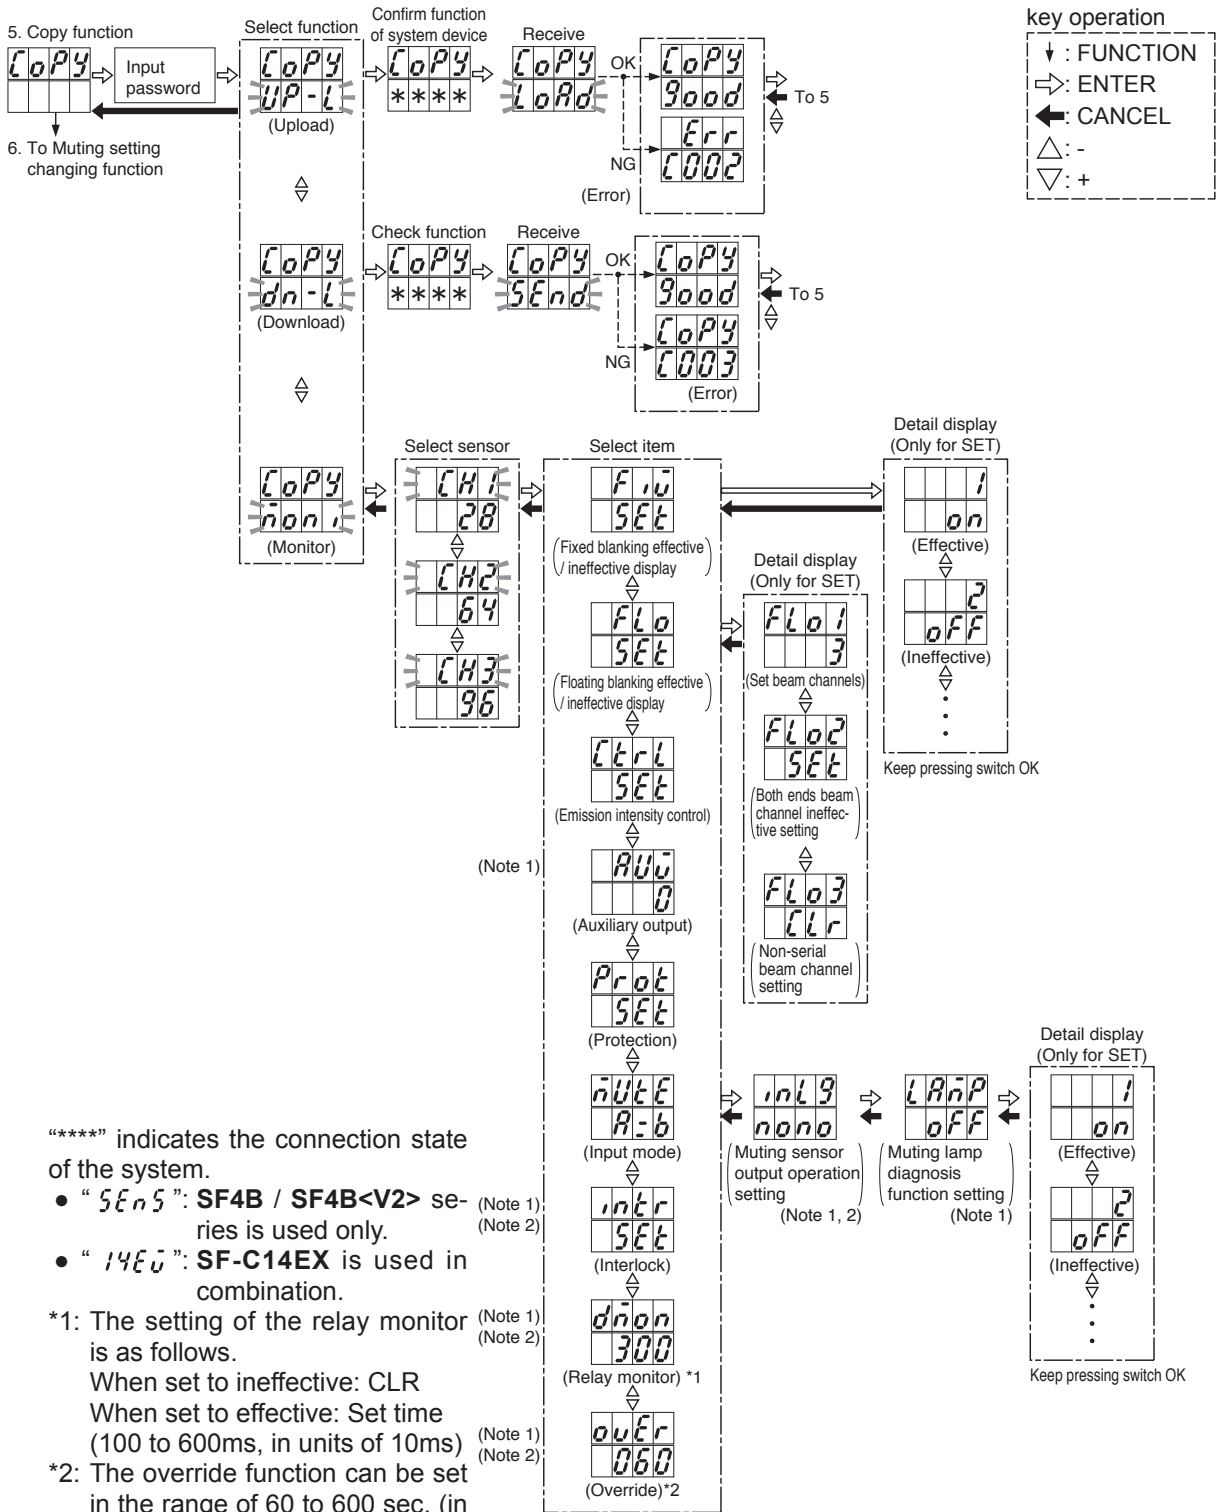 5. Copy function
CoPY
Input
password
6. To Muting setting
changing function
Select function
CoPY
UP-L
(Upload)
CoPY
dn-L
(Download)
CoPY
moni
(Monitor)
Confirm function
of system device
CoPY
****
Receive
CoPY
LoAd
OK
NG
CoPY
good
Err
C002
(Error)
To 5
Check function
CoPY
****
Receive
CoPY
SEnd
OK
NG
CoPY
good
CoPY
C003
(Error)
To 5
key operation
: FUNCTION
: ENTER
: CANCEL
△: -
▽: +
Select sensor
CH1
28
CH2
64
CH3
96
Select item
Fix
SEt
(Fixed blanking effective
/ ineffective display)
FLo
SEt
(Floating blanking effective
/ ineffective display)
CtrL
SEt
(Emission intensity control)
(Note 1)
AUx
0
(Auxiliary output)
Prot
SEt
(Protection)
mUtE
A-b
(Input mode)
(Note 1)
(Note 2)
intr
SEt
(Interlock)
(Note 1)
(Note 2)
dmon
300
(Relay monitor) *1
(Note 1)
(Note 2)
ovEr
060
(Override)*2
Detail display
(Only for SET)
FLo1
3
(Set beam channels)
FLo2
SEt
(Both ends beam
channel ineffec-
tive setting)
FLo3
CLr
(Non-serial
beam channel
setting)
Detail display
(Only for SET)
1
on
(Effective)
2
oFF
(Ineffective)
Keep pressing switch OK
inL9
nono
(Muting sensor
output operation
setting)
(Note 1, 2)
LAmP
oFF
(Muting lamp
diagnosis
function setting)
(Note 1)
Detail display
(Only for SET)
1
on
(Effective)
2
oFF
(Ineffective)
Keep pressing switch OK
“****” indicates the connection state
of the system.
● “ SEnS ”: SF4B / SF4B<V2> se-
ries is used only.
● “ 14Ex ”: SF-C14EX is used in
combination.
*1: The setting of the relay monitor
is as follows.
When set to ineffective: CLR
When set to effective: Set time
(100 to 600ms, in units of 10ms)
*2: The override function can be set
in the range of 60 to 600 sec. (in